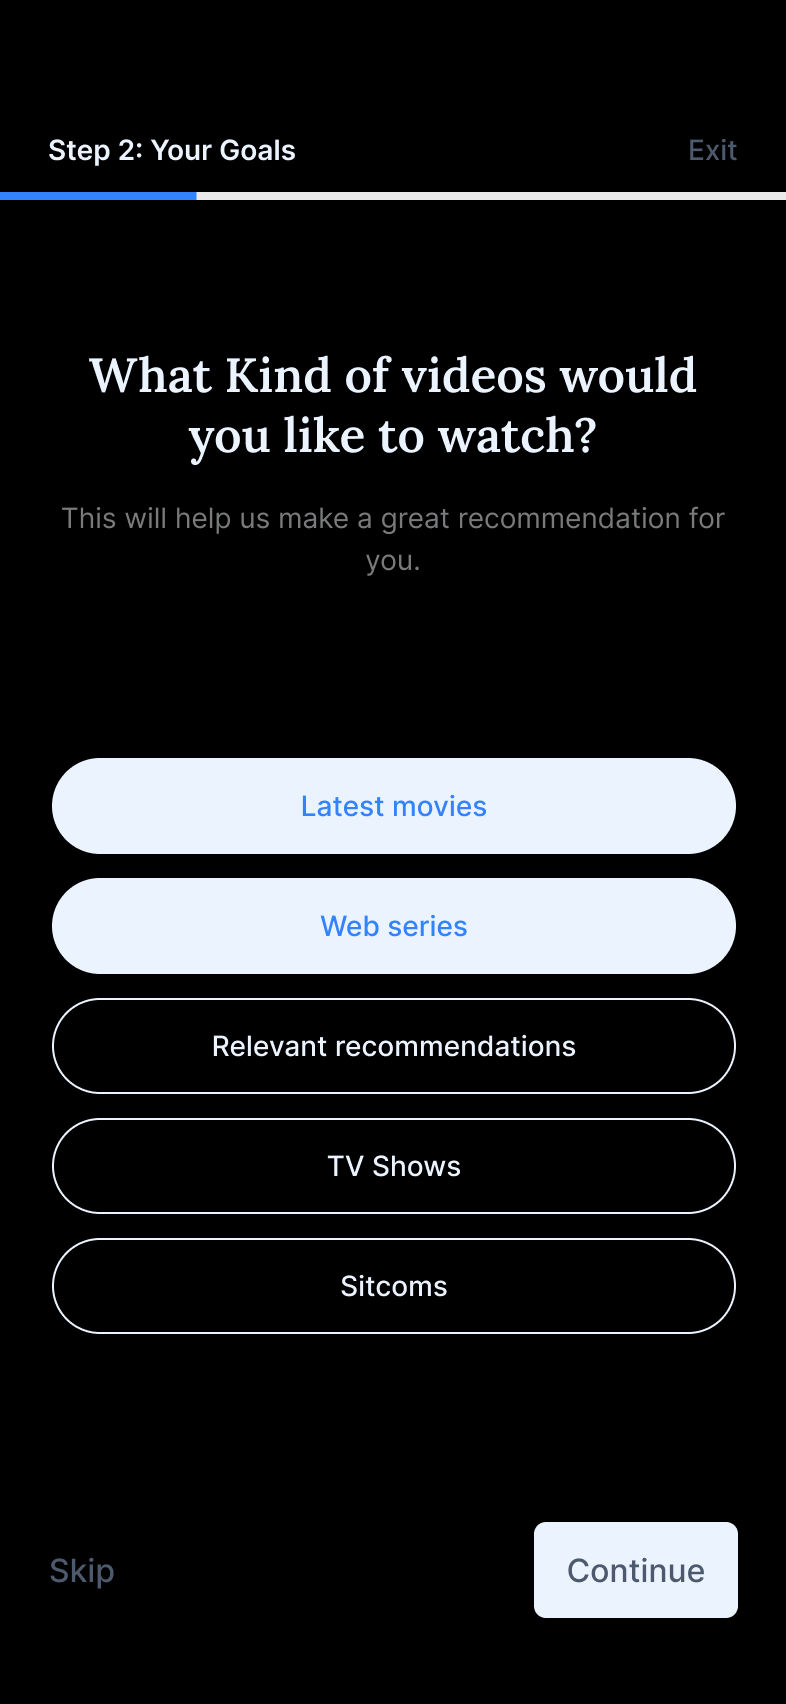 Step 2: Your Goals
Exit
What Kind of videos would
you like to watch?
This will help us make a great recommendation for
you.
Latest movies
Web series
Relevant recommendations
TV Shows
Sitcoms
Skip
Continue